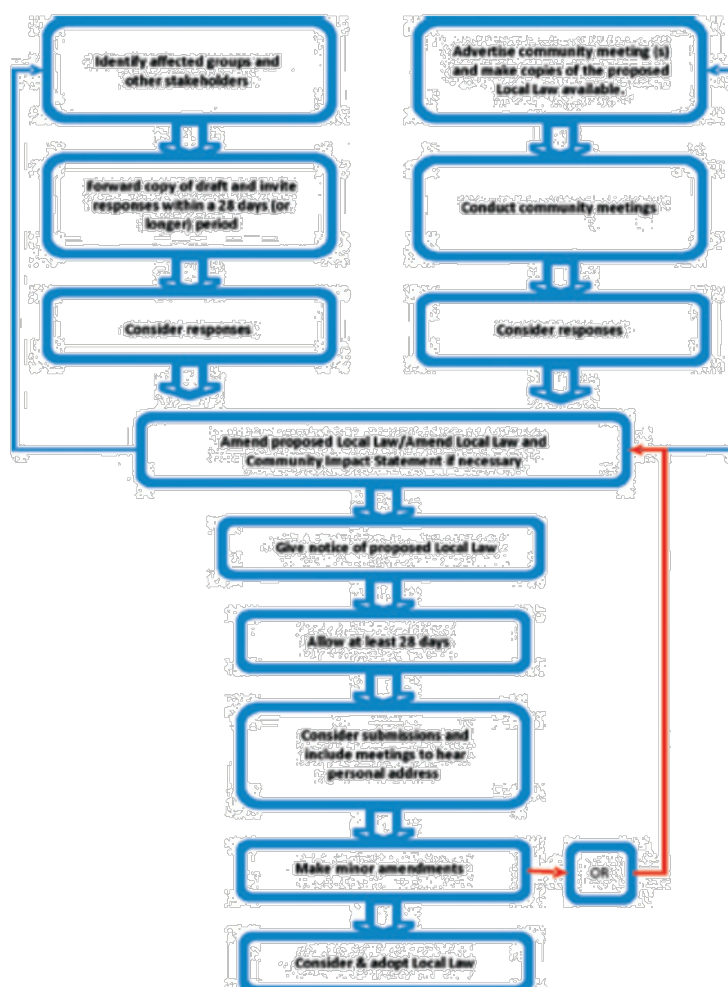 Identify affected groups and
other stakeholders
Forward copy of draft and invite
responses within a 28 days (or
longer) period
Consider responses
Advertise community meeting (s)
and make copies of the proposed
Local Law available.
Conduct community meetings
Consider responses
Amend proposed Local Law/Amend Local Law and
Community Impact Statement if necessary
Give notice of proposed Local Law
Allow at least 28 days
Consider submissions and
include meetings to hear
personal address
Make minor amendments
OR
Consider & adopt Local Law